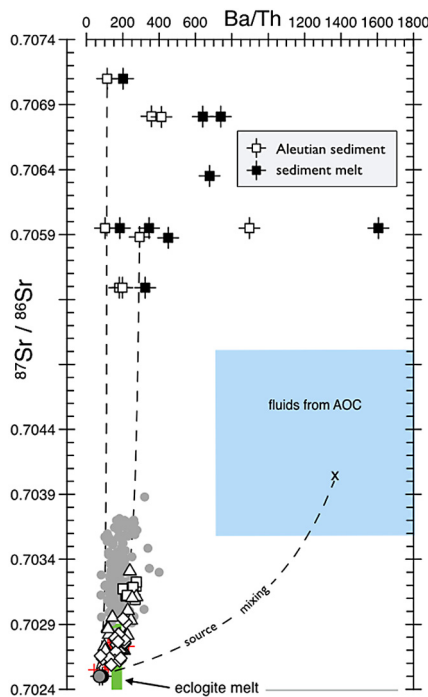 0 200 400 600 800 1000 1200 1400 1600 1800
Ba/Th
0.7074
0.7069
0.7064
0.7059
0.7044
0.7039
0.7034
0.7029
0.7024
87Sr / 86Sr
Aleutian sediment
sediment melt
fluids from AOC
x
source mixing
eclogite melt